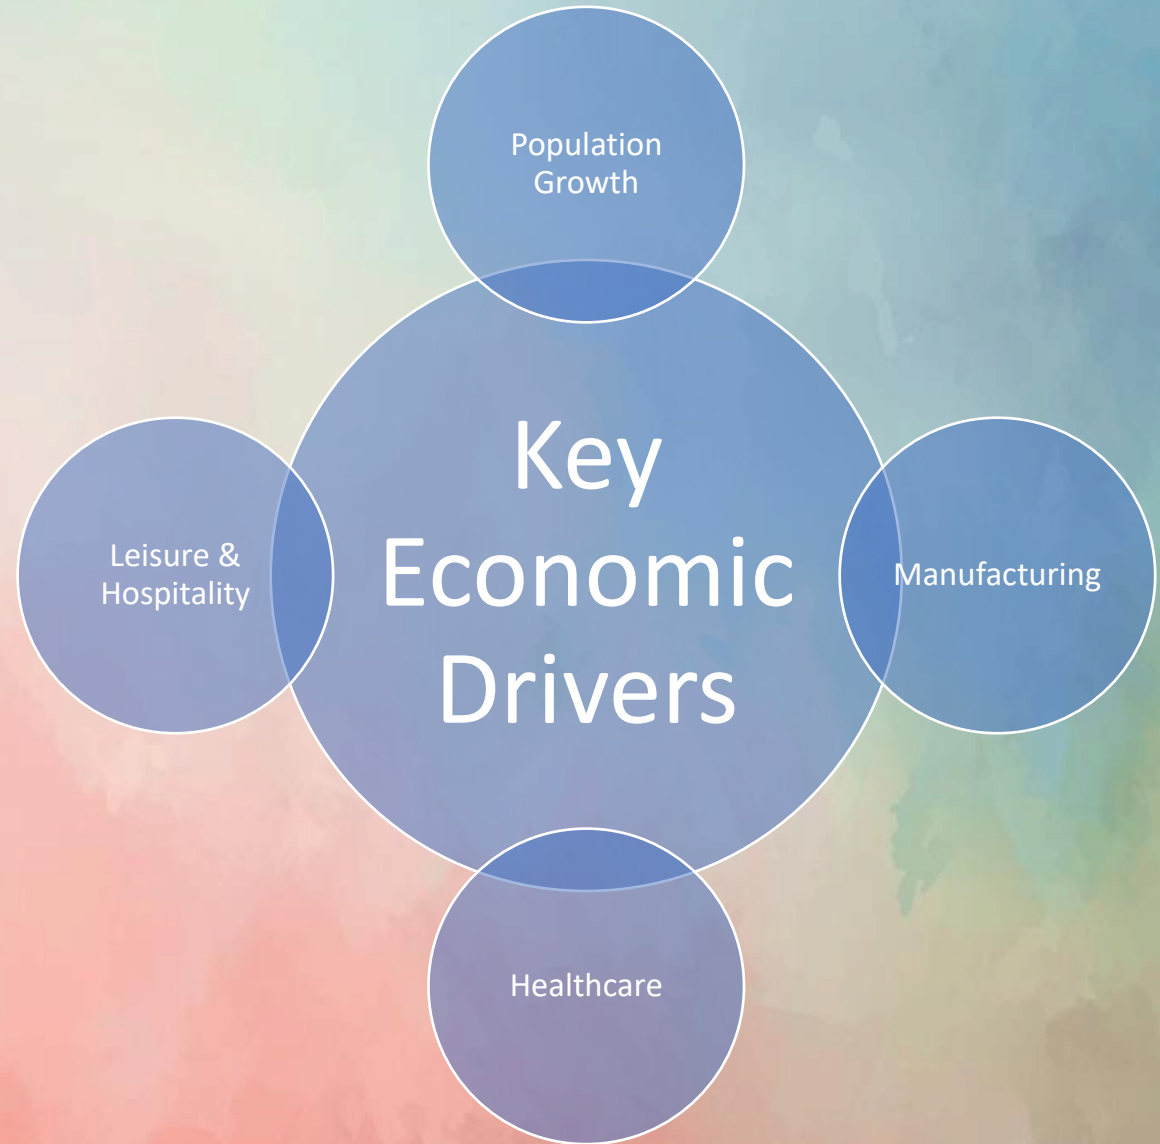 Population
Growth
Key
Economic
Drivers
Leisure &
Hospitality
Manufacturing
Healthcare